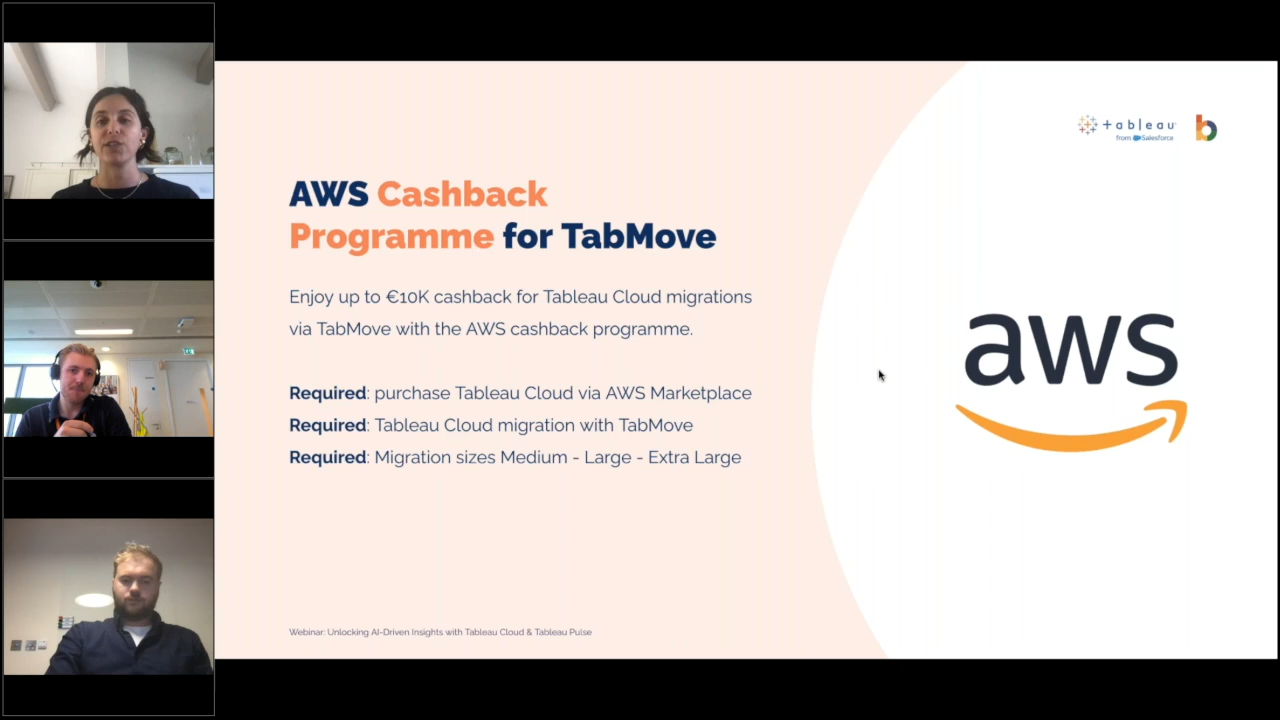 +ableau
from Salesforce
AWS Cashback
Programme for TabMove
Enjoy up to €10K cashback for Tableau Cloud migrations
via TabMove with the AWS cashback programme.
Required: purchase Tableau Cloud via AWS Marketplace
Required: Tableau Cloud migration with TabMove
Required: Migration sizes Medium - Large - Extra Large
aws
Webinar: Unlocking AI-Driven Insights with Tableau Cloud & Tableau Pulse